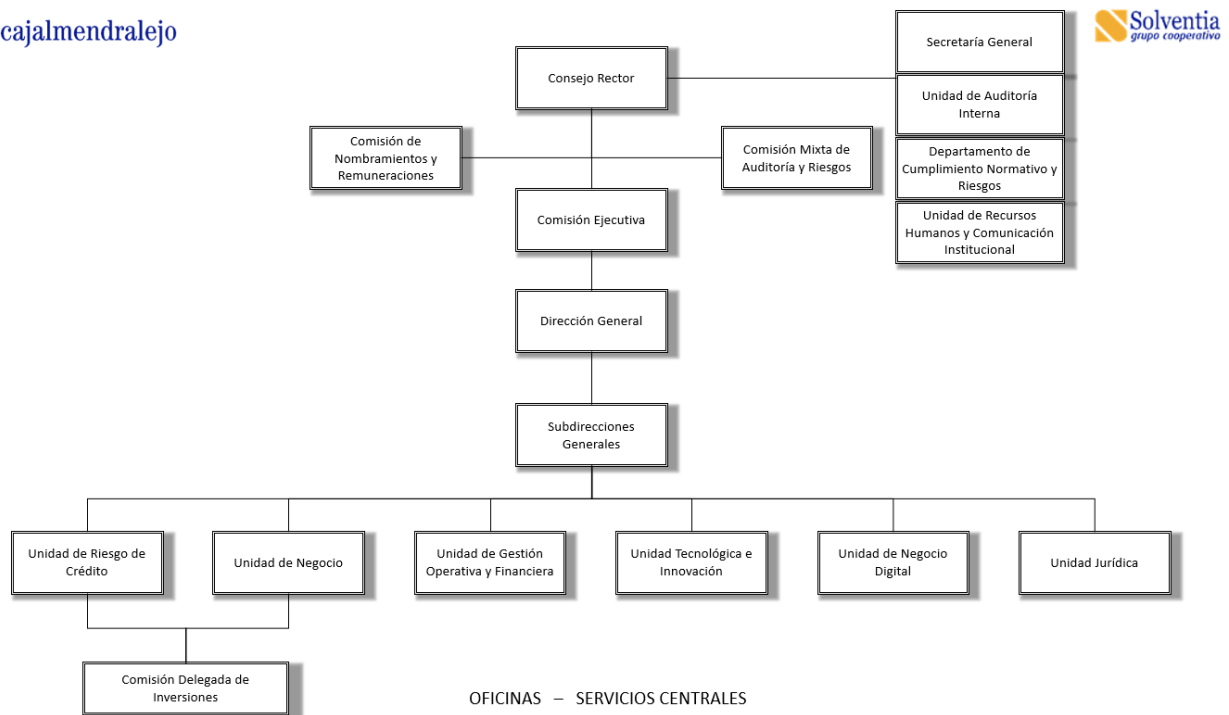 cajalmendralejo
Solventia
grupo cooperativo
Secretaría General
Consejo Rector
Unidad de Auditoría
Interna
Comisión de
Nombramientos y
Remuneraciones
Comisión Mixta de
Auditoría y Riesgos
Departamento de
Cumplimiento Normativo y
Riesgos
Comisión Ejecutiva
Unidad de Recursos
Humanos y Comunicación
Institucional
Dirección General
Subdirecciones
Generales
Unidad de Riesgo de
Crédito
Unidad de Negocio
Unidad de Gestión
Operativa y Financiera
Unidad Tecnológica e
Innovación
Unidad de Negocio
Digital
Unidad Jurídica
Comisión Delegada de
Inversiones
OFICINAS – SERVICIOS CENTRALES